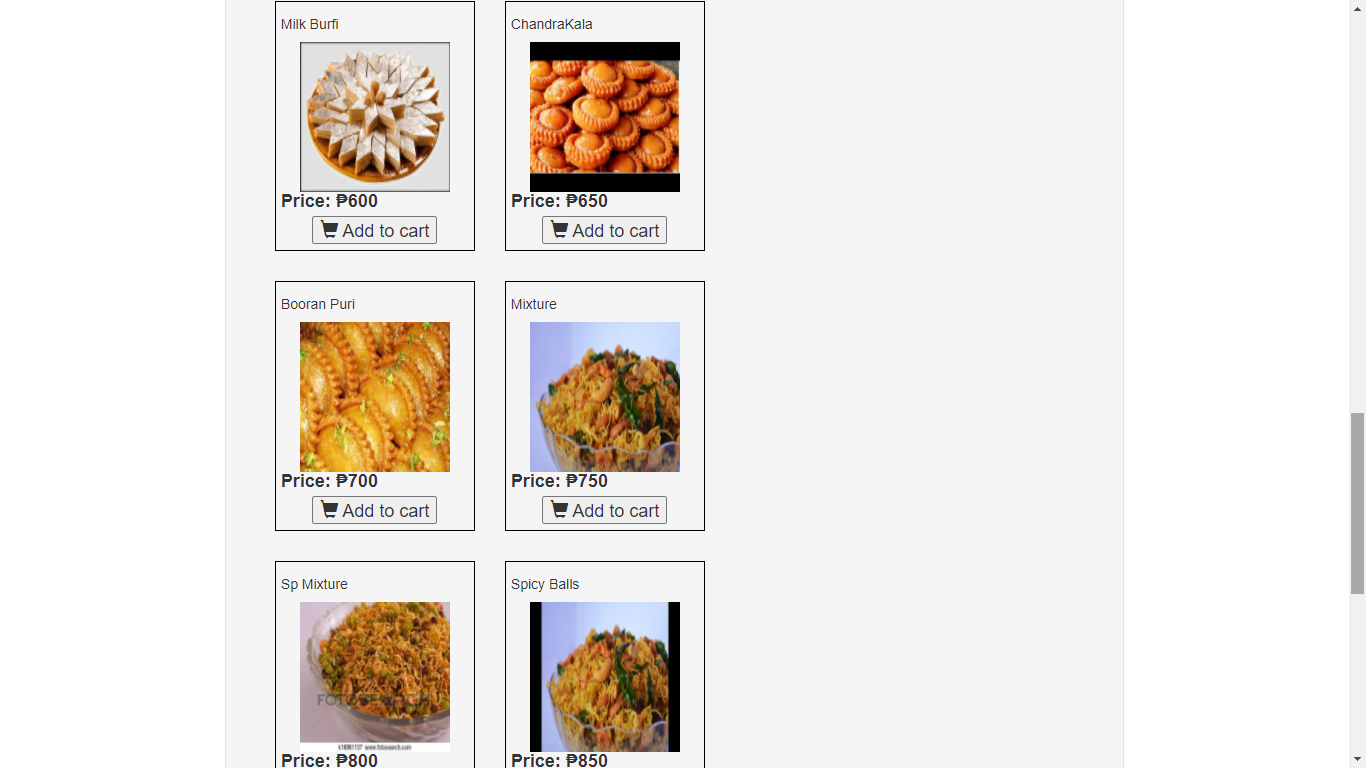 Milk Burfi
ChandraKala
Price: ₱600
Price: ₱650
Add to cart
Add to cart
Booran Puri
Mixture
Price: ₱700
Price: ₱750
Add to cart
Add to cart
Sp Mixture
Spicy Balls
FOTOSEARCH
www.fotosearch.com
Price: ₱800
Price: ₱850